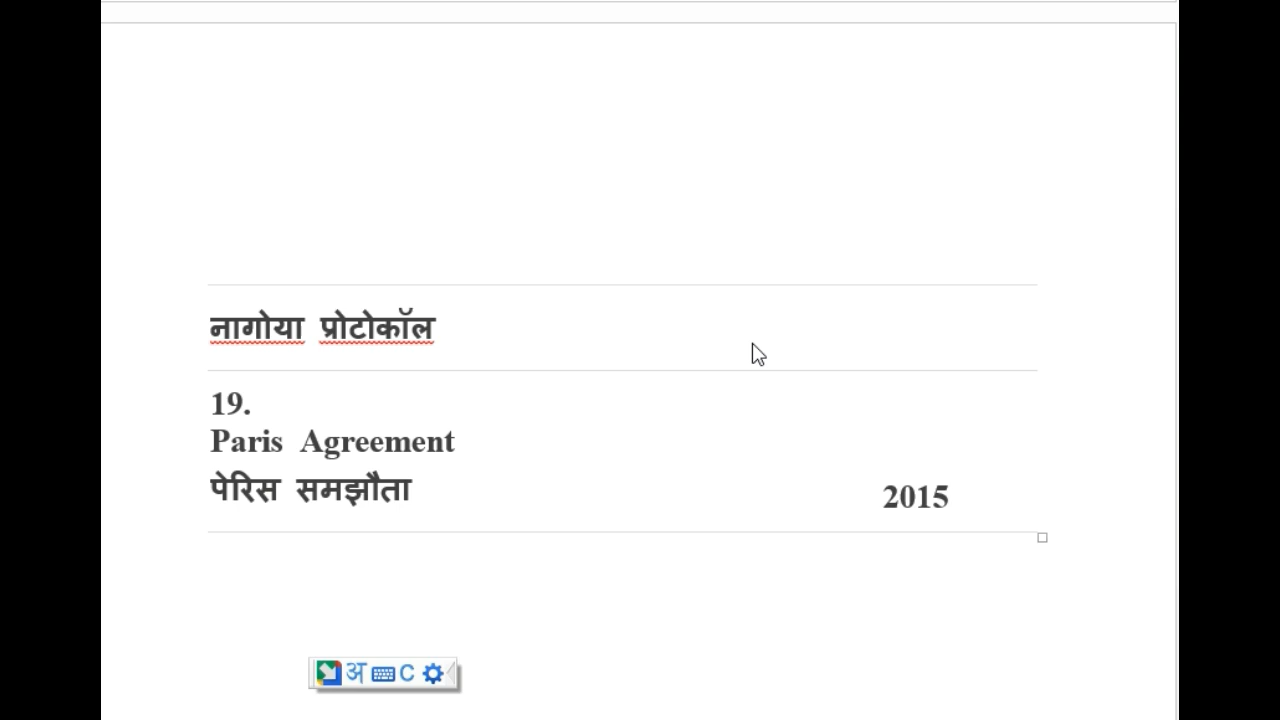 नागोया प्रोटोकॉल
19.
Paris Agreement
पेरिस समझौता 2015
अ C